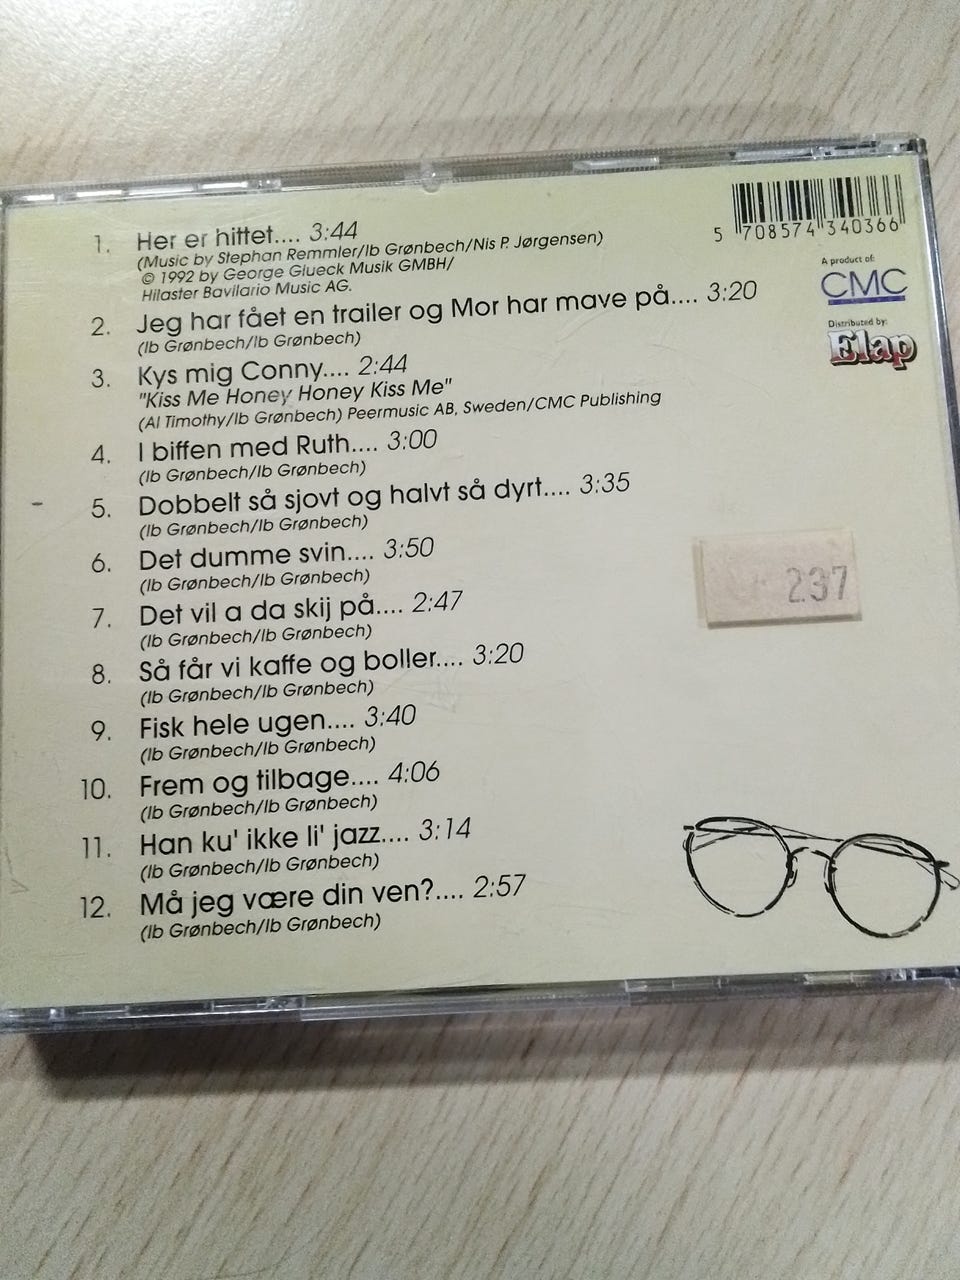 1. Her er hittet.... 3:44
(Music by Stephan Remmler/Ib Grønbech/Nis P. Jørgensen)
© 1992 by George Glueck Musik GMBH/
Hilaster Bavilario Music AG.
2. Jeg har fået en trailer og Mor har mave på.... 3:20
(Ib Grønbech/Ib Grønbech)
3. Kys mig Conny.... 2:44
"Kiss Me Honey Honey Kiss Me"
(Al Timothy/Ib Grønbech) Peermusic AB, Sweden/CMC Publishing
4. I biffen med Ruth.... 3:00
(Ib Grønbech/Ib Grønbech)
5. Dobbelt så sjovt og halvt så dyrt.... 3:35
(Ib Grønbech/Ib Grønbech)
6. Det dumme svin.... 3:50
(Ib Grønbech/Ib Grønbech)
7. Det vil a da skij på.... 2:47
(Ib Grønbech/Ib Grønbech)
8. Så får vi kaffe og boller.... 3:20
(Ib Grønbech/Ib Grønbech)
9. Fisk hele ugen.... 3:40
(Ib Grønbech/Ib Grønbech)
10. Frem og tilbage.... 4:06
(Ib Grønbech/Ib Grønbech)
11. Han ku' ikke li' jazz.... 3:14
(Ib Grønbech/Ib Grønbech)
12. Må jeg være din ven?.... 2:57
(Ib Grønbech/Ib Grønbech)
5 708574 340366
A product of:
CMC
Distributed by:
Elap
237